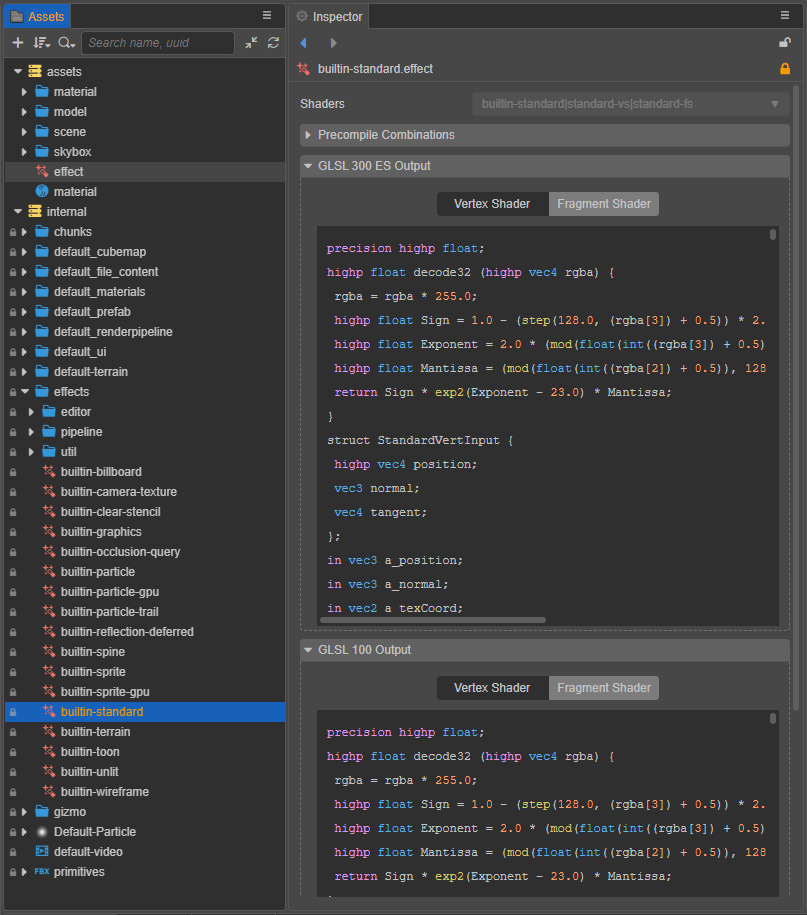 Assets
Search name, uuid
assets
material
model
scene
skybox
effect
material
internal
chunks
default_cubemap
default_file_content
default_materials
default_prefab
default_renderpipeline
default_ui
default-terrain
effects
editor
pipeline
util
builtin-billboard
builtin-camera-texture
builtin-clear-stencil
builtin-graphics
builtin-occlusion-query
builtin-particle
builtin-particle-gpu
builtin-particle-trail
builtin-reflection-deferred
builtin-spine
builtin-sprite
builtin-sprite-gpu
builtin-standard
builtin-terrain
builtin-toon
builtin-unlit
builtin-wireframe
gizmo
Default-Particle
default-video
FBX primitives
Inspector
builtin-standard.effect
Shaders builtin-standard|standard-vs|standard-fs
Precompile Combinations
GLSL 300 ES Output
Vertex Shader Fragment Shader
precision highp float;
highp float decode32 (highp vec4 rgba) {
rgba = rgba * 255.0;
highp float Sign = 1.0 - (step(128.0, (rgba[3]) + 0.5)) * 2.
highp float Exponent = 2.0 * (mod(float(int((rgba[3]) + 0.5)
highp float Mantissa = (mod(float(int((rgba[2]) + 0.5)), 128
return Sign * exp2(Exponent - 23.0) * Mantissa;
}
struct StandardVertInput {
highp vec4 position;
vec3 normal;
vec4 tangent;
};
in vec3 a_position;
in vec3 a_normal;
in vec2 a_texCoord;
GLSL 100 Output
Vertex Shader Fragment Shader
precision highp float;
highp float decode32 (highp vec4 rgba) {
rgba = rgba * 255.0;
highp float Sign = 1.0 - (step(128.0, (rgba[3]) + 0.5)) * 2.
highp float Exponent = 2.0 * (mod(float(int((rgba[3]) + 0.5)
highp float Mantissa = (mod(float(int((rgba[2]) + 0.5)), 128
return Sign * exp2(Exponent - 23.0) * Mantissa;